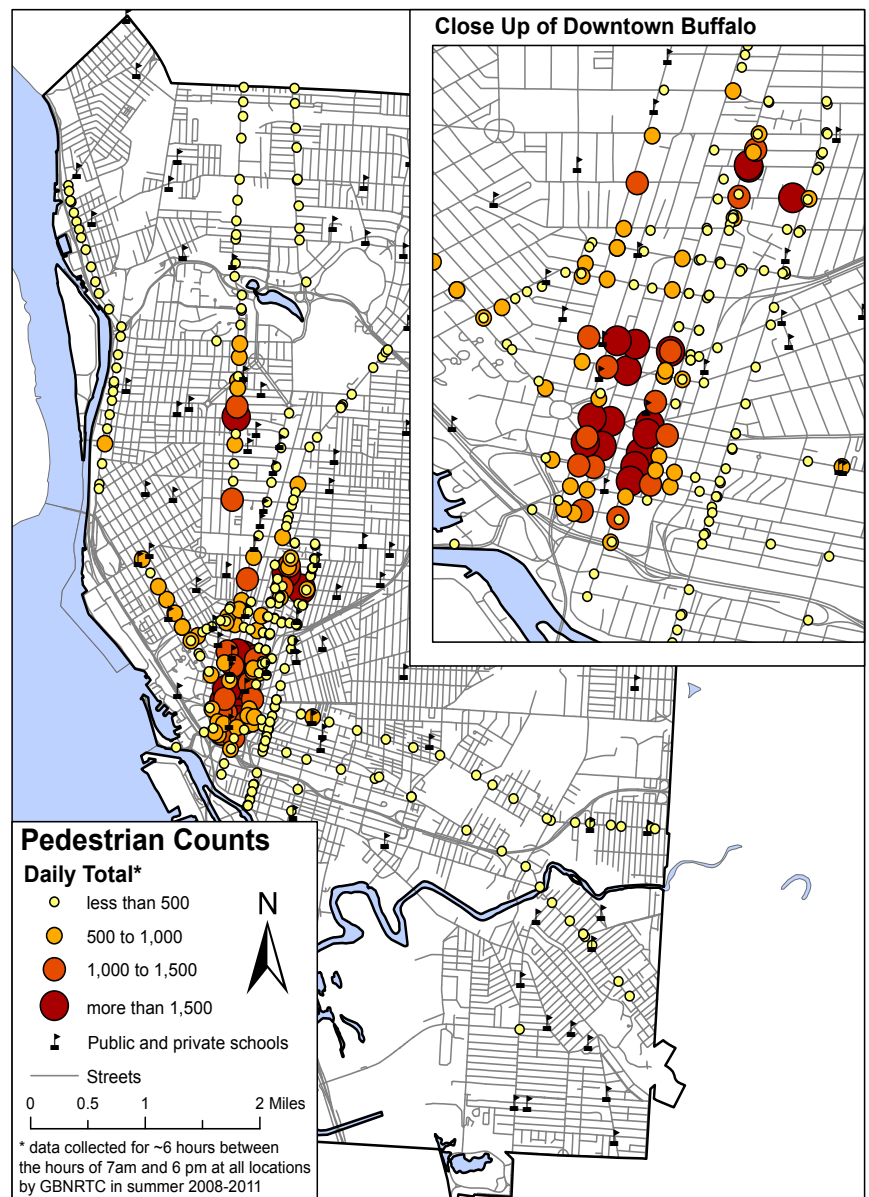 Close Up of Downtown Buffalo
Pedestrian Counts
Daily Total*
less than 500
500 to 1,000
1,000 to 1,500
more than 1,500
Public and private schools
Streets
N
0 0.5 1 2 Miles
* data collected for ~6 hours between
the hours of 7am and 6 pm at all locations
by GBNRTC in summer 2008-2011